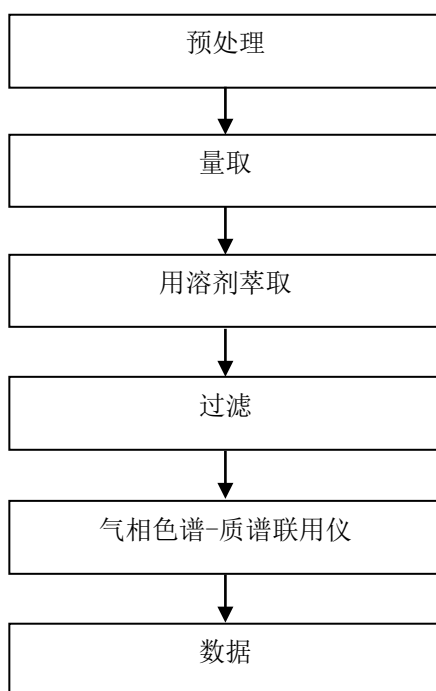 预处理
量取
用溶剂萃取
过滤
气相色谱-质谱联用仪
数据